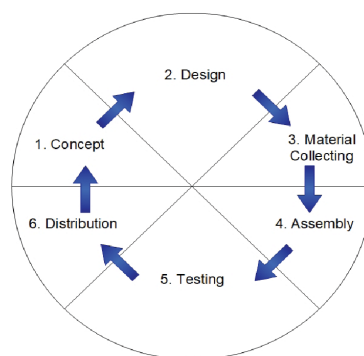 1. Concept
2. Design
3. Material
Collecting
4. Assembly
5. Testing
6. Distribution